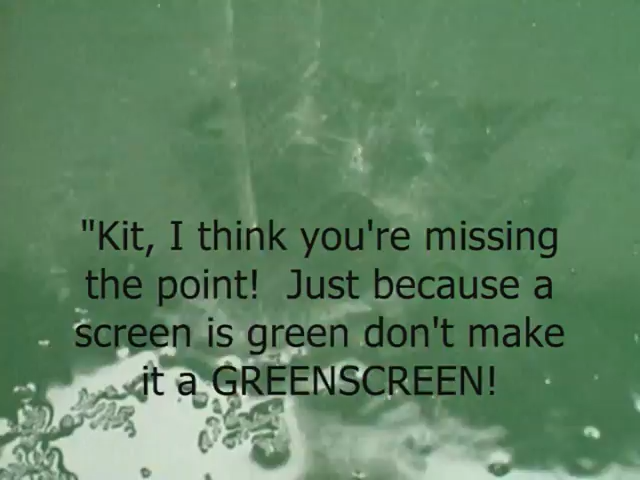 "Kit, I think you're missing
the point!  Just because a
screen is green don't make
it a GREENSCREEN!